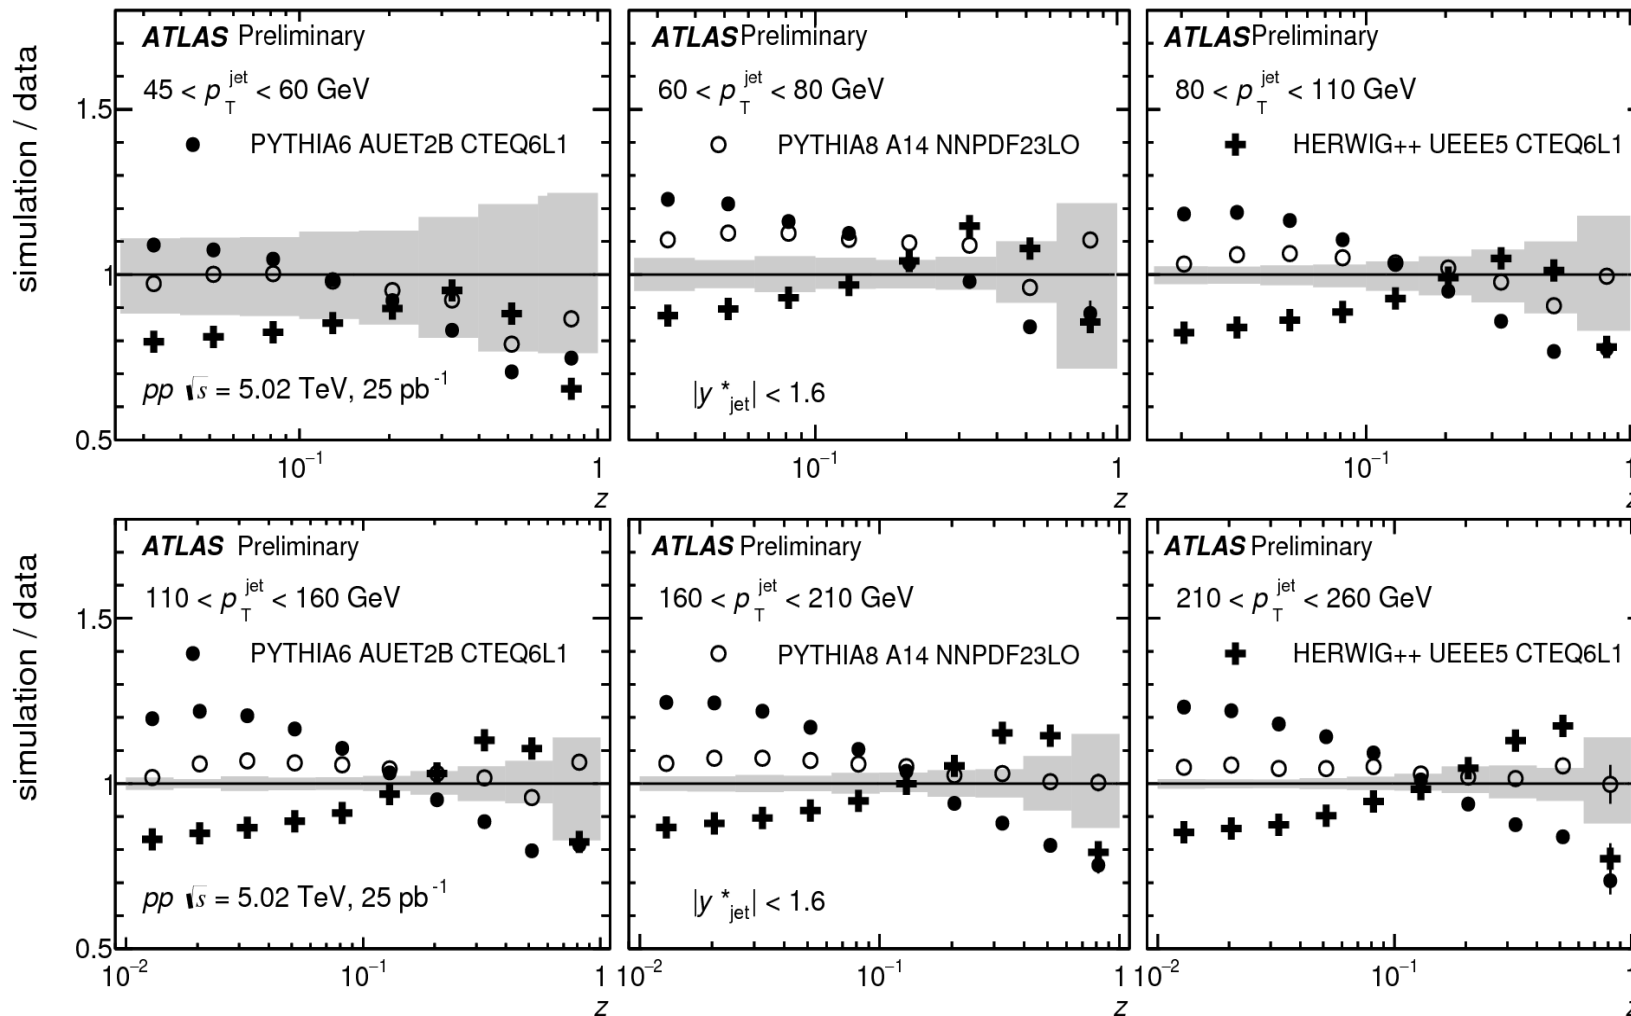 simulation / data
ATLAS Preliminary
45 < p_T^jet < 60 GeV
PYTHIA6 AUET2B CTEQ6L1
pp √s = 5.02 TeV, 25 pb⁻¹
1.5
1
0.5
10⁻¹
1
z
ATLAS Preliminary
60 < p_T^jet < 80 GeV
PYTHIA8 A14 NNPDF23LO
|y*_jet| < 1.6
10⁻¹
1
z
ATLAS Preliminary
80 < p_T^jet < 110 GeV
HERWIG++ UEEE5 CTEQ6L1
10⁻¹
1
z
simulation / data
ATLAS Preliminary
110 < p_T^jet < 160 GeV
PYTHIA6 AUET2B CTEQ6L1
pp √s = 5.02 TeV, 25 pb⁻¹
1.5
1
0.5
10⁻²
10⁻¹
1
z
ATLAS Preliminary
160 < p_T^jet < 210 GeV
PYTHIA8 A14 NNPDF23LO
|y*_jet| < 1.6
10⁻²
10⁻¹
1
z
ATLAS Preliminary
210 < p_T^jet < 260 GeV
HERWIG++ UEEE5 CTEQ6L1
10⁻²
10⁻¹
1
z